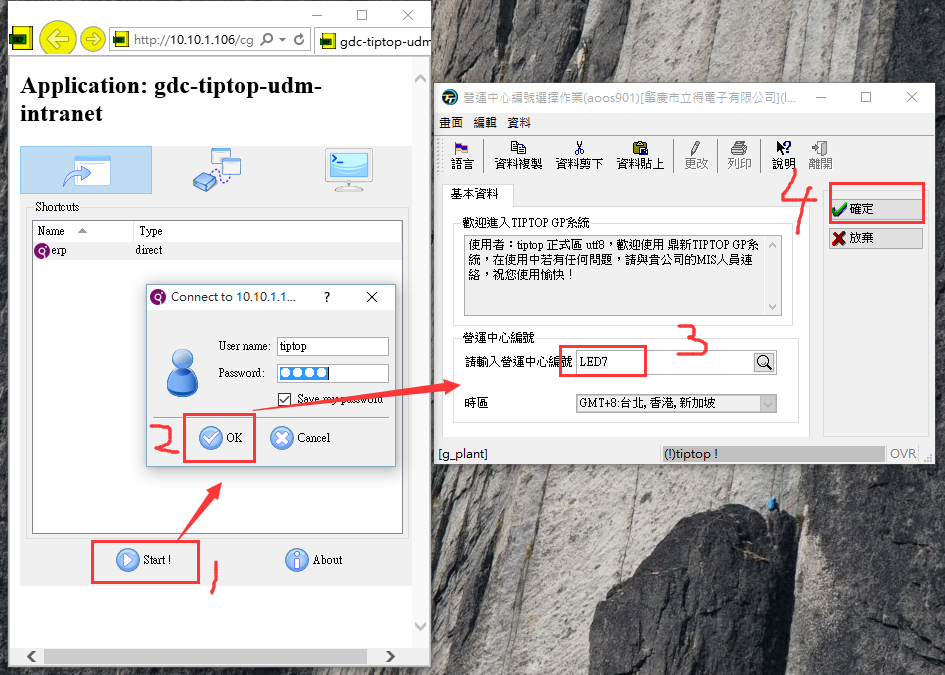 http://10.10.1.106/cg
gdc-tiptop-udm
Application: gdc-tiptop-udm-
intranet
Shortcuts
Name Type
erp direct
Connect to 10.10.1.1... ?
User name: tiptop
Password:
Save my password
2
OK Cancel
Start !
1
About
營運中心編號選擇作業(aoos901)[肇慶市立得電子有限公司](l...
畫面 編輯 資料
語言 資料複製 資料剪下 資料貼上 更改 列印 說明 離開
4
基本資料
確定
放棄
歡迎進入TIPTOP GP系統
使用者：tiptop 正式區 utf8，歡迎使用 鼎新TIPTOP GP系
統，在使用中若有任何問題，請與貴公司的MIS人員連
絡，祝您使用愉快！
3
營運中心編號
請輸入營運中心編號 LED7
時區 GMT+8:台北, 香港, 新加坡
[g_plant] (!)tiptop ! OVR